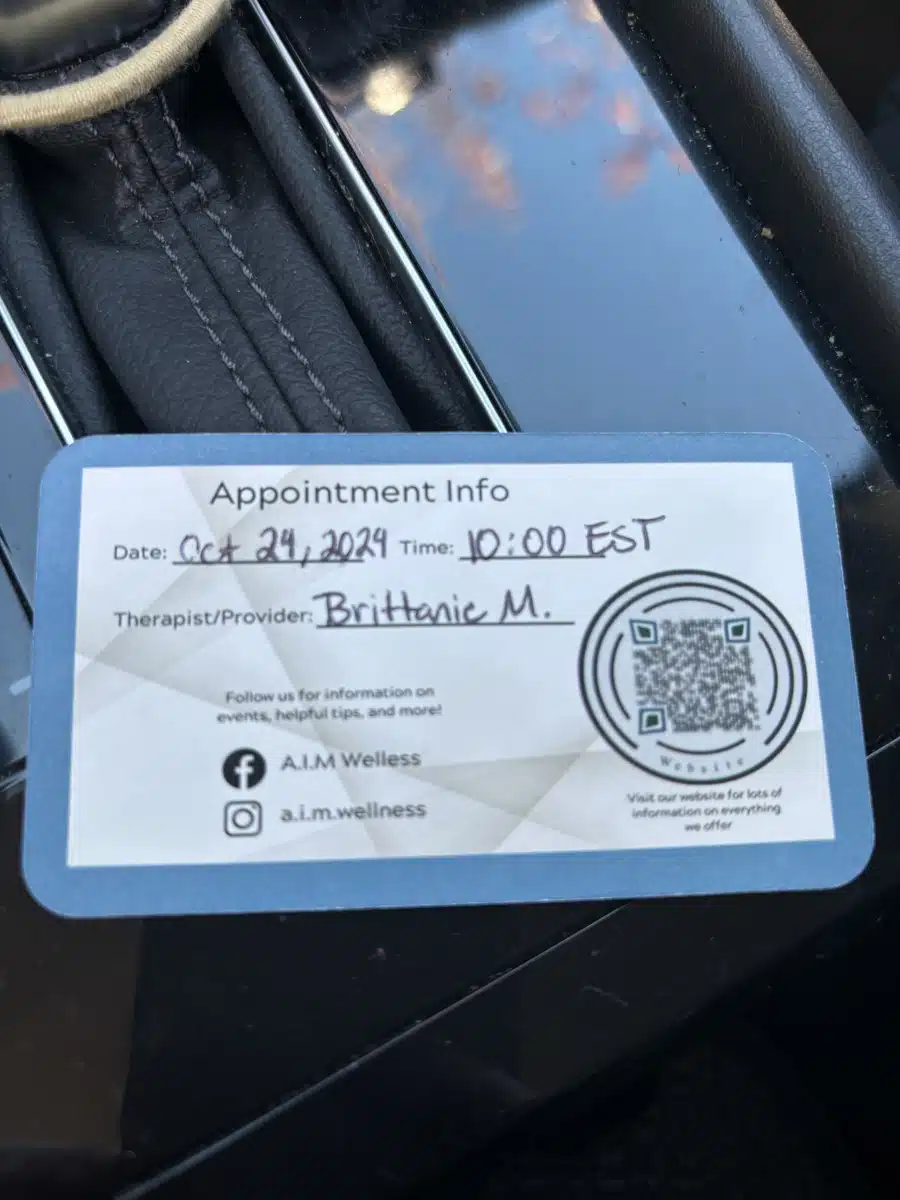 Appointment Info
Date: Oct 24, 2024 Time: 10:00 EST
Therapist/Provider: Brittanie M.
Follow us for information on
events, helpful tips, and more!
A.I.M Welless
a.i.m.wellness
Website
Visit our website for lots of
information on everything
we offer